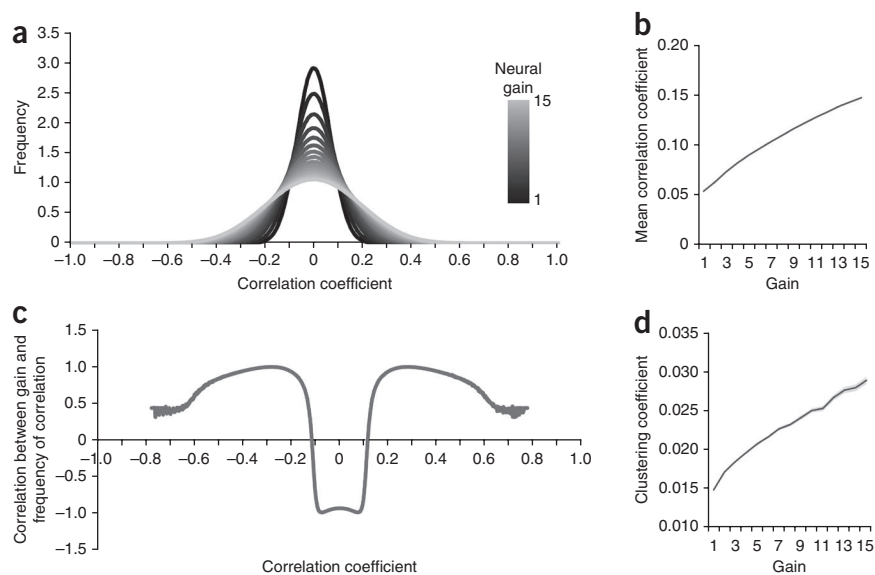 a
3.5
3.0
2.5
2.0
1.5
1.0
0.5
0
Frequency
–1.0 –0.8 –0.6 –0.4 –0.2 0 0.2 0.4 0.6 0.8 1.0
Correlation coefficient
Neural
gain
15
1
b
0.20
0.15
0.10
0.05
0
Mean correlation coefficient
1 3 5 7 9 11 13 15
Gain
c
1.5
1.0
0.5
0
–0.5
–1.0
–1.5
Correlation between gain and
frequency of correlation
–1.0 –0.8 –0.6 –0.4 –0.2 0 0.2 0.4 0.6 0.8 1.0
Correlation coefficient
d
0.035
0.030
0.025
0.020
0.015
0.010
Clustering coefficient
1 3 5 7 9 11 13 15
Gain